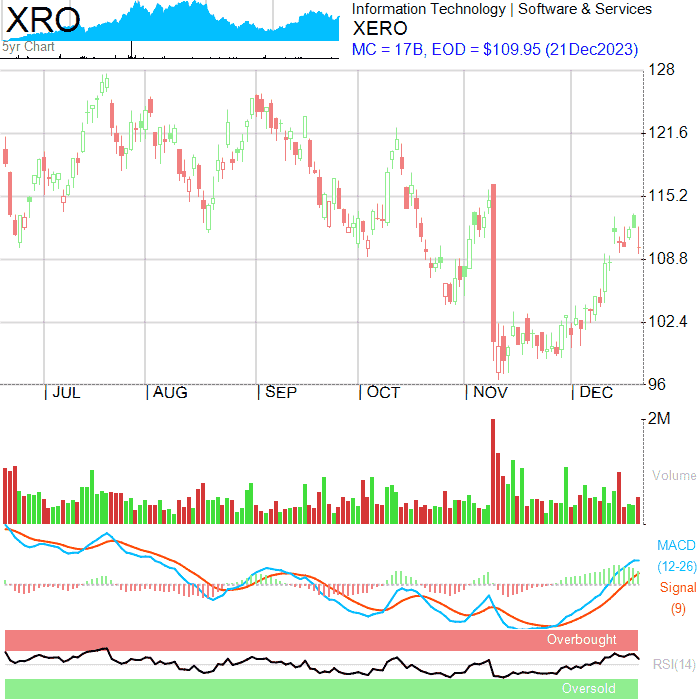 XRO
5yr Chart
Information Technology | Software & Services
XERO
MC = 17B, EOD = $109.95 (21Dec2023)
128
121.6
115.2
108.8
102.4
96
|JUL |AUG |SEP |OCT |NOV |DEC
2M
Volume
MACD
(12-26)
Signal
(9)
Overbought
RSI(14)
Oversold